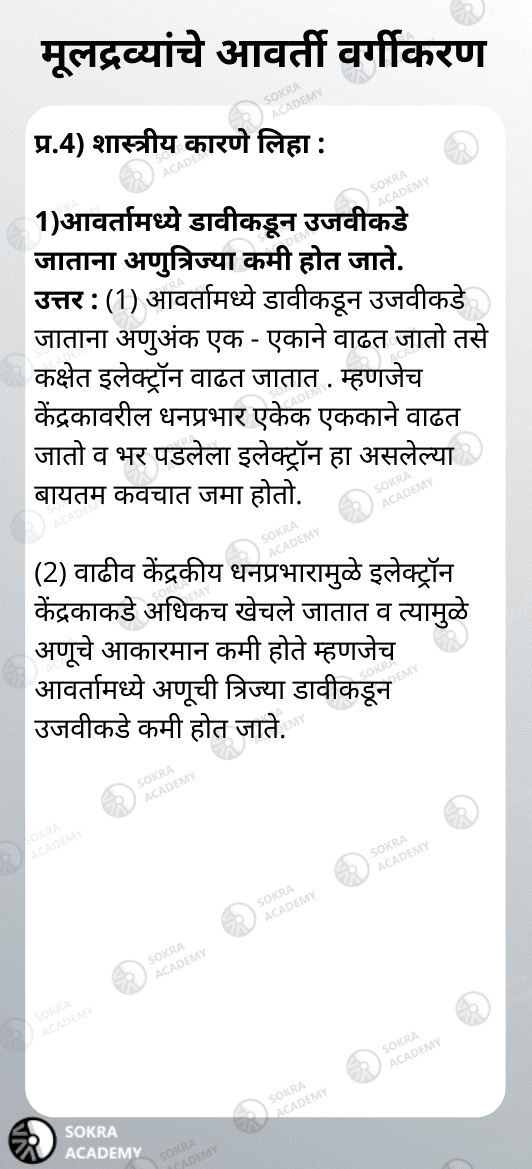 मूलद्रव्यांचे आवर्ती वर्गीकरण
प्र.4) शास्त्रीय कारणे लिहा :
1)आवर्तामध्ये डावीकडून उजवीकडे
जाताना अणुत्रिज्या कमी होत जाते.
उत्तर : (1) आवर्तामध्ये डावीकडून उजवीकडे
जाताना अणुअंक एक - एकाने वाढत जातो तसे
कक्षेत इलेक्ट्रॉन वाढत जातात . म्हणजेच
केंद्रकावरील धनप्रभार एकेक एककाने वाढत
जातो व भर पडलेला इलेक्ट्रॉन हा असलेल्या
बायतम कवचात जमा होतो.
(2) वाढीव केंद्रकीय धनप्रभारामुळे इलेक्ट्रॉन
केंद्रकाकडे अधिकच खेचले जातात व त्यामुळे
अणूचे आकारमान कमी होते म्हणजेच
आवर्तामध्ये अणूची त्रिज्या डावीकडून
उजवीकडे कमी होत जाते.
SOKRA
ACADEMY